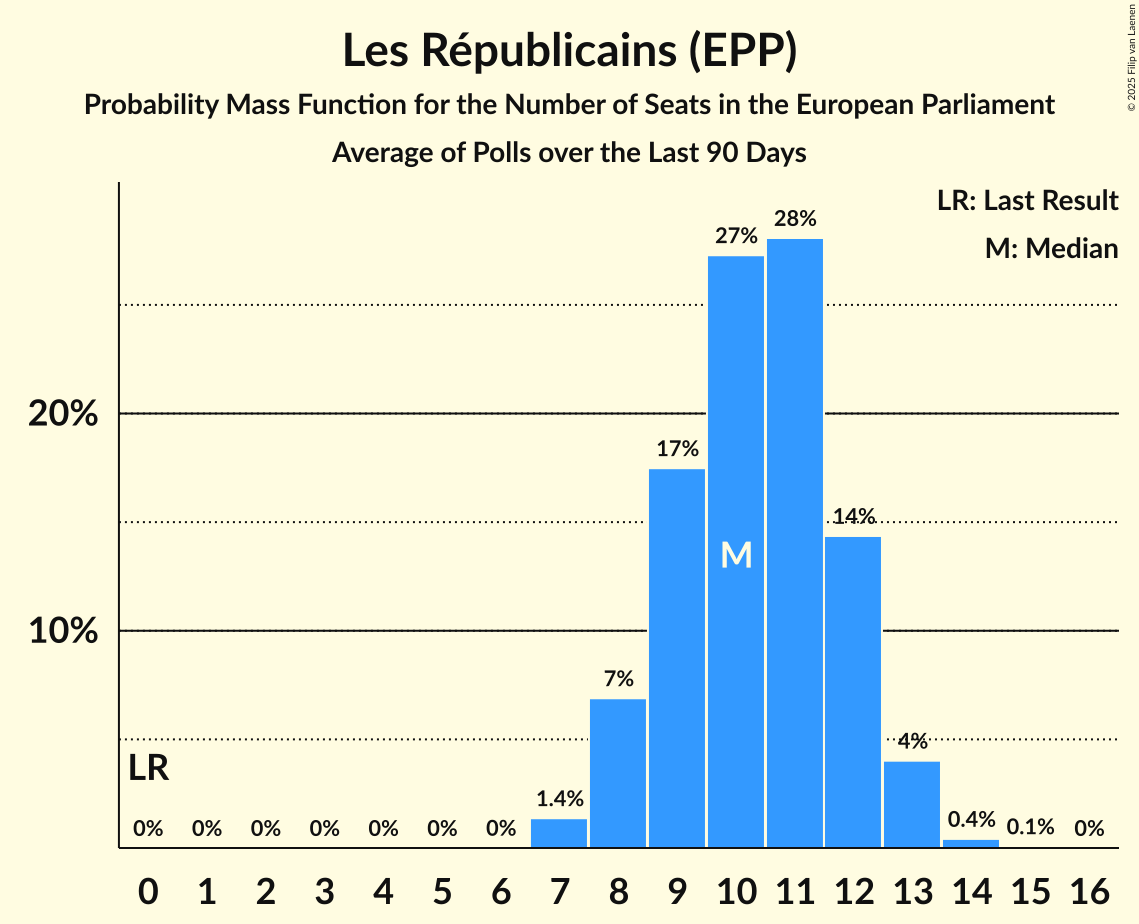 Les Républicains (EPP)
Probability Mass Function for the Number of Seats in the European Parliament
Average of Polls over the Last 90 Days
© 2025 Filip van Laenen
LR: Last Result
M: Median
28%
27%
20%
17%
14%
M
10%
7%
4%
LR
1.4%
0% 0% 0% 0% 0% 0% 0% 0.4% 0.1% 0%
0 1 2 3 4 5 6 7 8 9 10 11 12 13 14 15 16